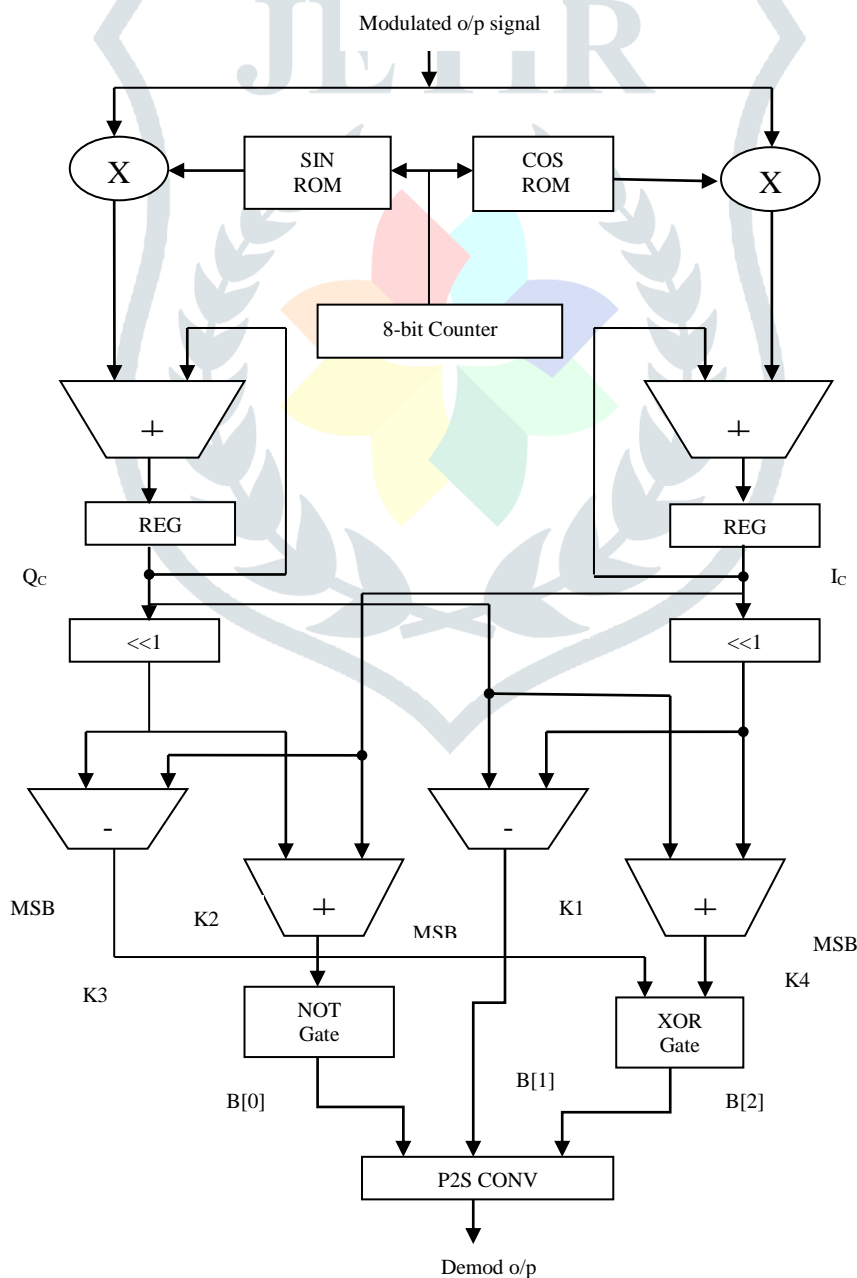 JETIR
Modulated o/p signal
X
SIN
ROM
COS
ROM
X
8-bit Counter
+
+
REG
REG
Qc
Ic
<<1
<<1
-
-
MSB
K2
+
MSB
K1
+
MSB
K3
K4
NOT
Gate
XOR
Gate
B[0]
B[1]
B[2]
P2S CONV
Demod o/p